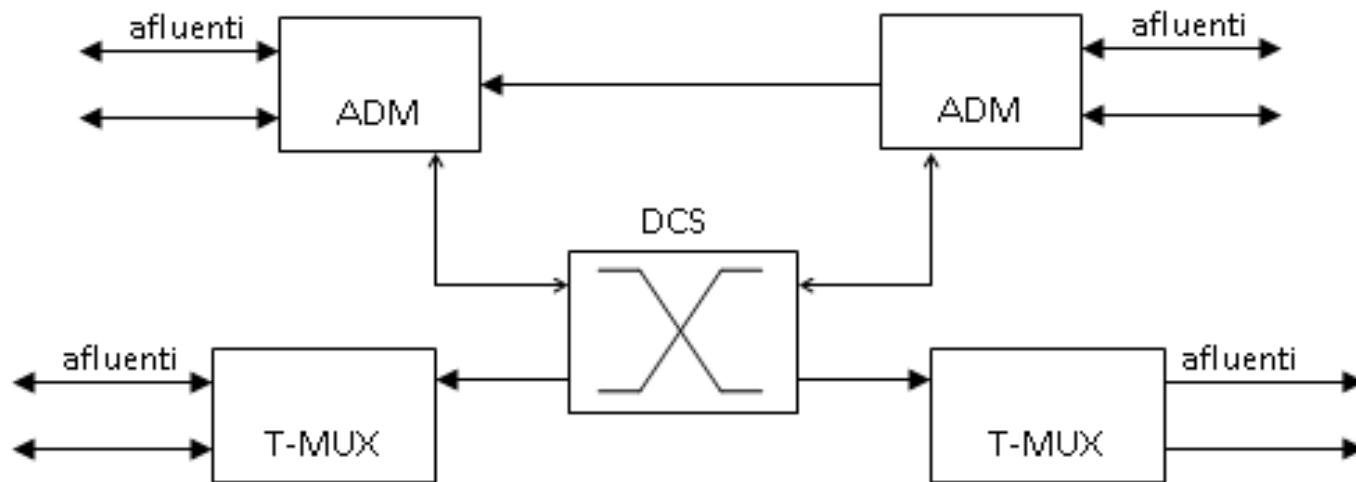 afluenti
afluenti
ADM
ADM
DCS
afluenti
afluenti
T-MUX
T-MUX